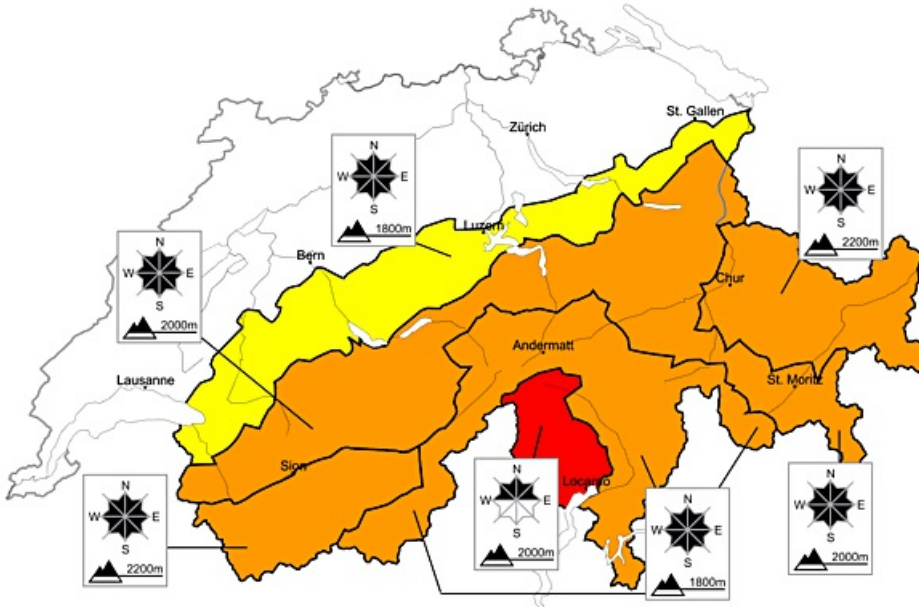 St. Gallen
Zürich
N
W E
S
1800m
N
W E
S
2200m
Luzern
N
W E
S
2000m
Bern
Chur
Andermatt
Lausanne
St. Moritz
Sion
Locarno
N
W E
S
2200m
N
W E
S
2000m
N
W E
S
1800m
N
W E
S
2000m